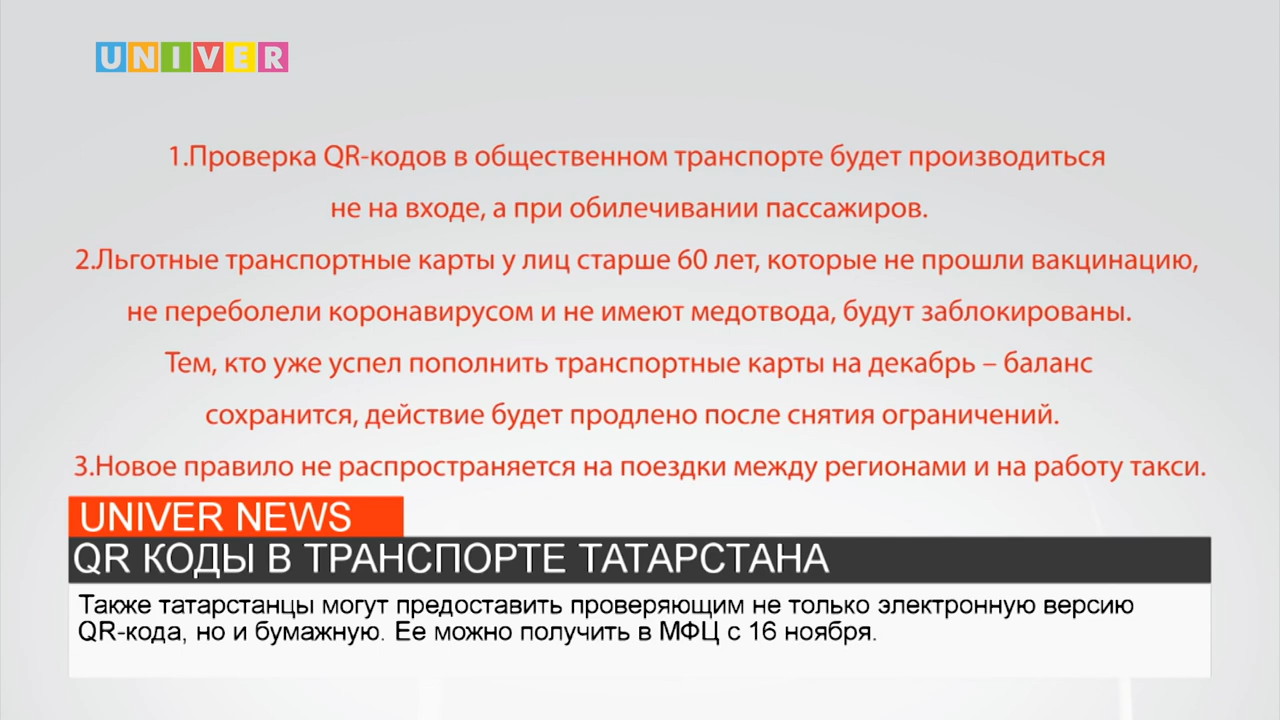 UNIVER
1.Проверка QR-кодов в общественном транспорте будет производиться
не на входе, а при обилечивании пассажиров.
2.Льготные транспортные карты у лиц старше 60 лет, которые не прошли вакцинацию,
не переболели коронавирусом и не имеют медотвода, будут заблокированы.
Тем, кто уже успел пополнить транспортные карты на декабрь – баланс
сохранится, действие будет продлено после снятия ограничений.
3.Новое правило не распространяется на поездки между регионами и на работу такси.
UNIVER NEWS
QR КОДЫ В ТРАНСПОРТЕ ТАТАРСТАНА
Также татарстанцы могут предоставить проверяющим не только электронную версию
QR-кода, но и бумажную. Ее можно получить в МФЦ с 16 ноября.